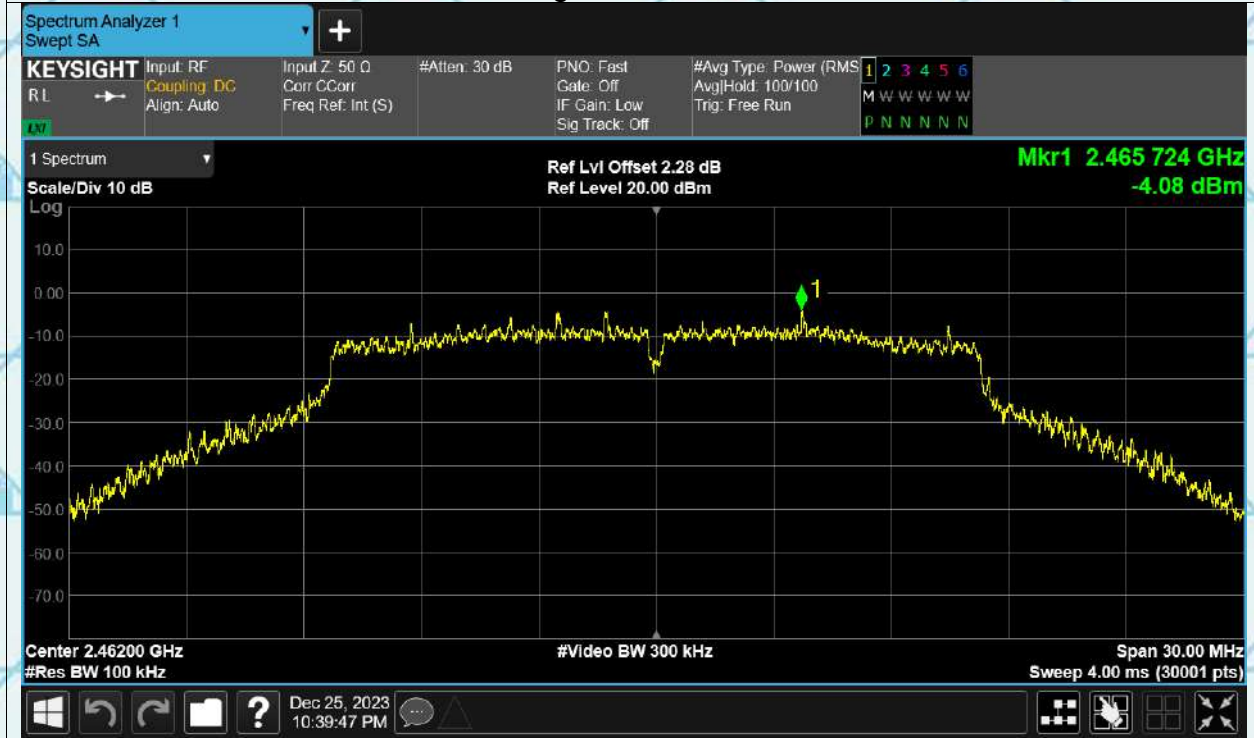 Spectrum Analyzer 1
Swept SA
+
KEYSIGHT
RL
LXI
Input: RF
Coupling: DC
Align: Auto
Input Z: 50 Ω
Corr CCorr
Freq Ref: Int (S)
#Atten: 30 dB
PNO: Fast
Gate: Off
IF Gain: Low
Sig Track: Off
#Avg Type: Power (RMS
Avg|Hold: 100/100
Trig: Free Run
1 2 3 4 5 6
M W W W W W
P N N N N N
1 Spectrum
Scale/Div 10 dB
Ref Lvl Offset 2.28 dB
Ref Level 20.00 dBm
Mkr1 2.465 724 GHz
-4.08 dBm
Log
10.0
0.00
-10.0
-20.0
-30.0
-40.0
-50.0
-60.0
-70.0
1
Center 2.46200 GHz
#Res BW 100 kHz
#Video BW 300 kHz
Span 30.00 MHz
Sweep 4.00 ms (30001 pts)
?
Dec 25, 2023
10:39:47 PM